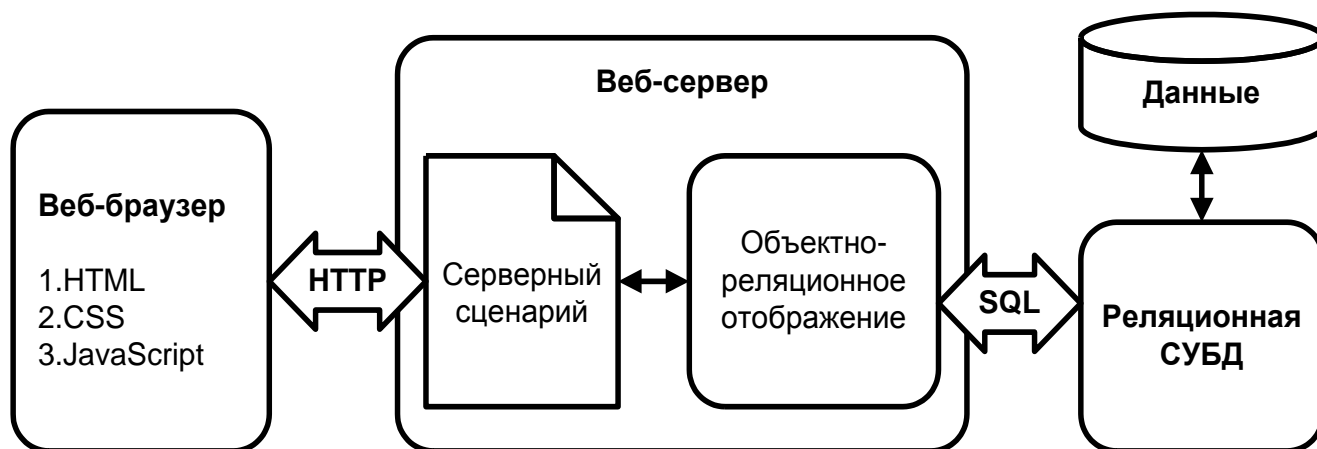 Веб-браузер
1.HTML
2.CSS
3.JavaScript
HTTP
Веб-сервер
Серверный
сценарий
Объектно-
реляционное
отображение
SQL
Данные
Реляционная
СУБД